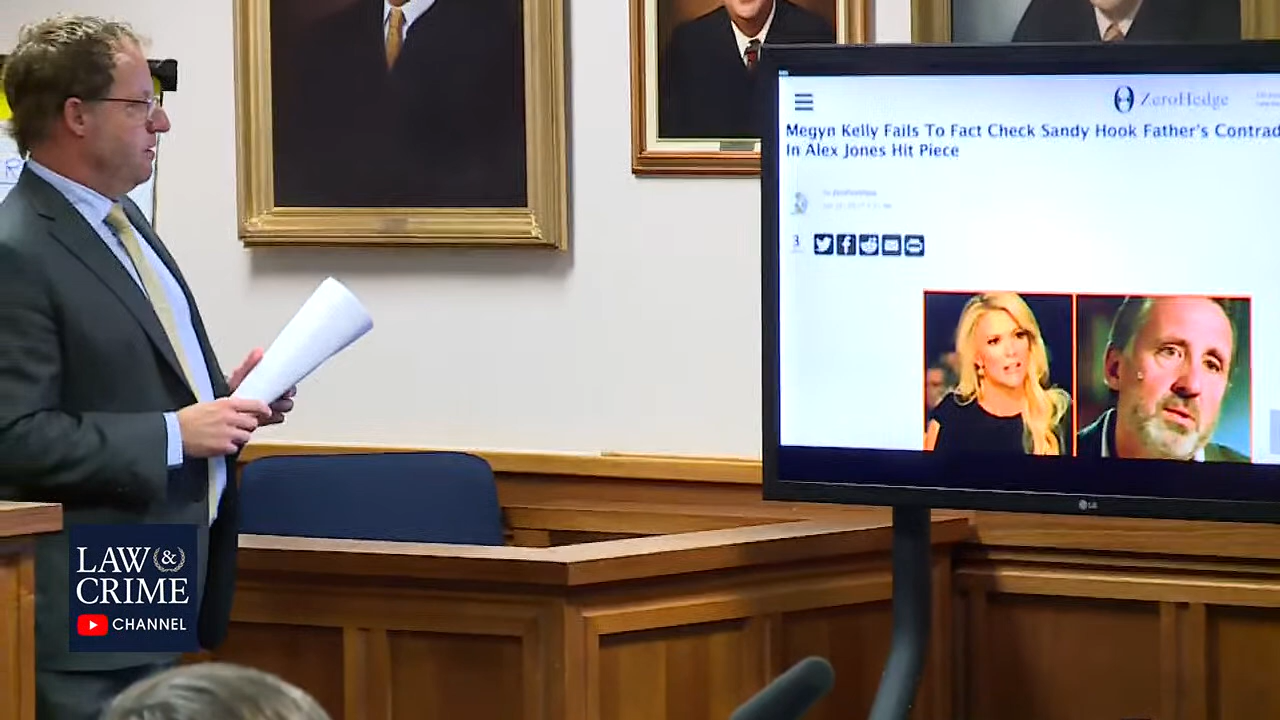 ZeroHedge
Megyn Kelly Fails To Fact Check Sandy Hook Father's Contrad
In Alex Jones Hit Piece
3
LG
LAW &
CRIME
CHANNEL